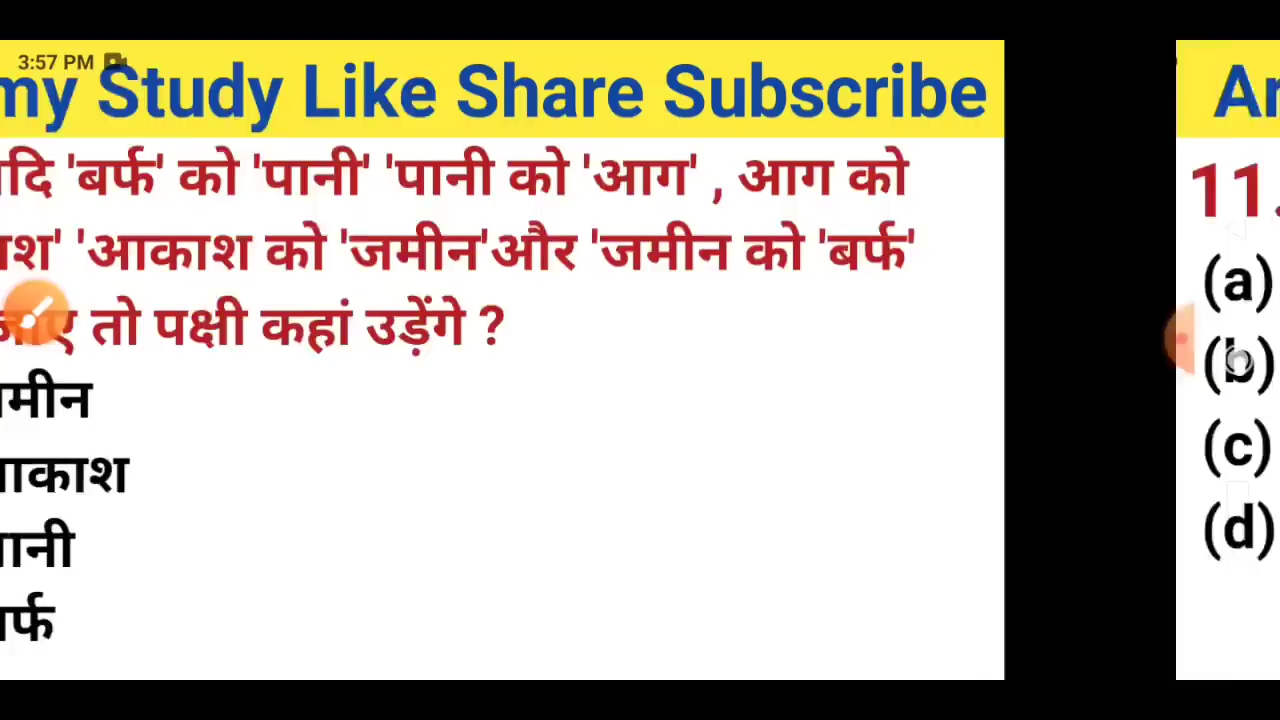 3:57 PM
my Study Like Share Subscribe
'बर्फ' को 'पानी' 'पानी को 'आग' , आग को
'आकाश को 'जमीन'और 'जमीन को 'बर्फ'
तो पक्षी कहां उड़ेंगे ?
11.
(a)
(b)
(c)
(d)